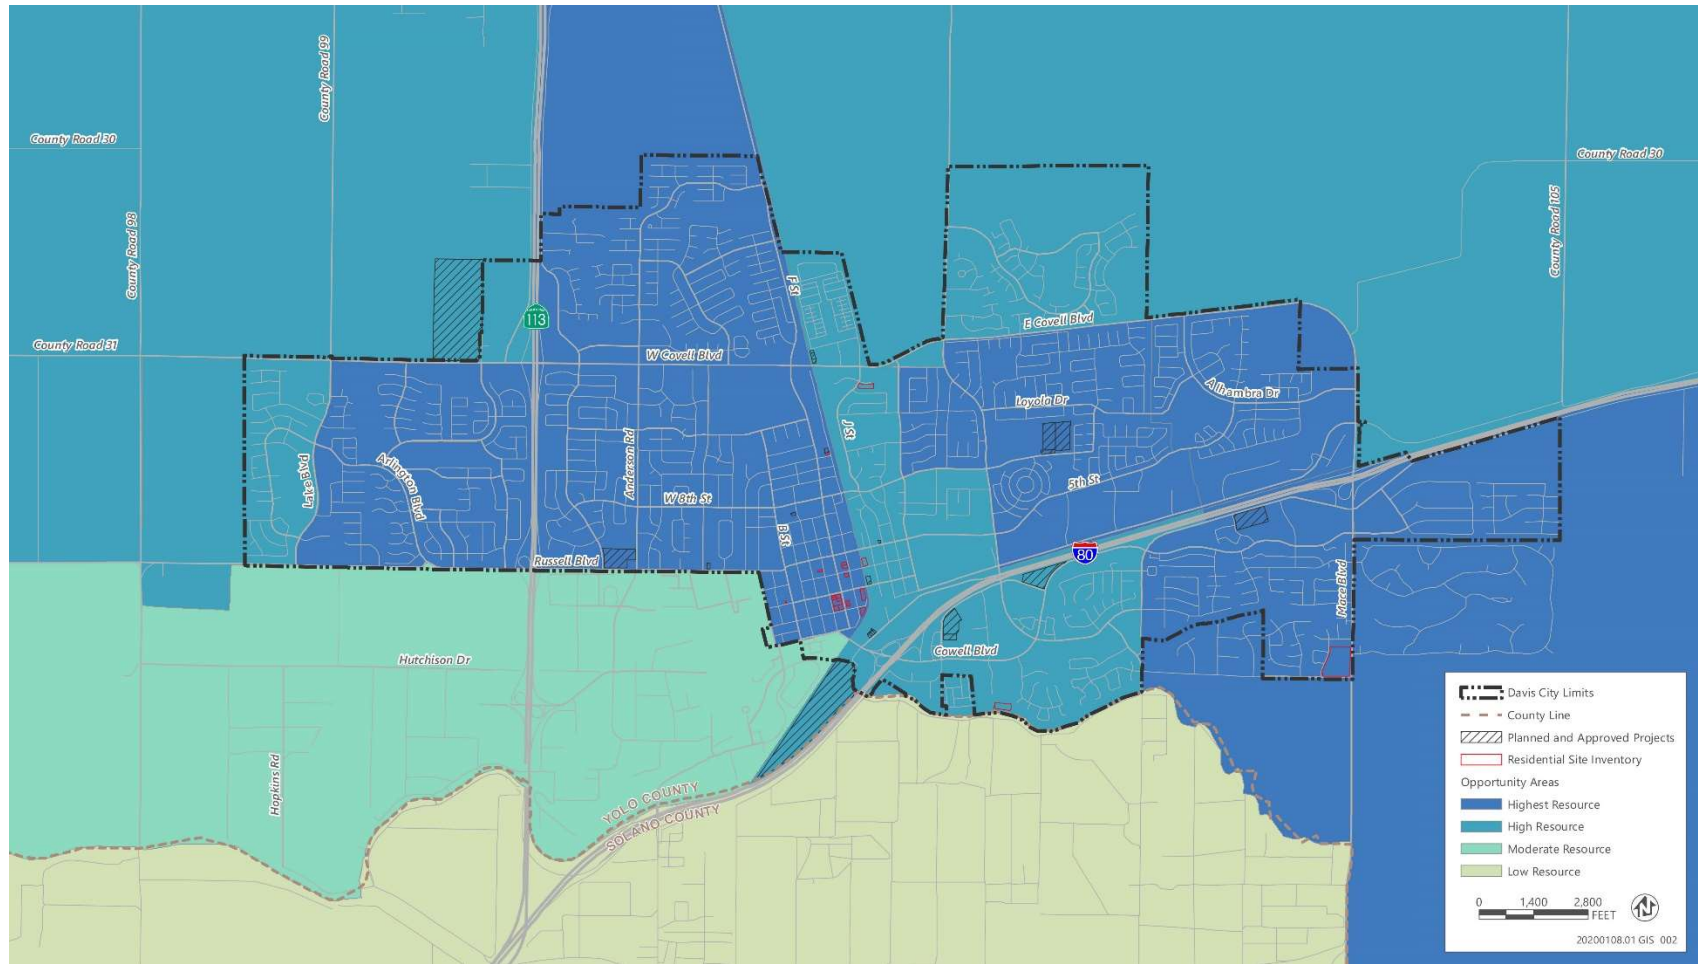 County Road 99
County Road 30
County Road 30
County Road 98
County Road 105
F St
113
E Covell Blvd
County Road 31
W Covell Blvd
Alhambra Dr
Loyola Dr
J St
Anderson Rd
Lake Blvd
Arlington Blvd
5th St
W 8th St
B St
80
Russell Blvd
Mace Blvd
Cowell Blvd
Hutchison Dr
Hopkins Rd
YOLO COUNTY
SOLANO COUNTY
Davis City Limits
County Line
Planned and Approved Projects
Residential Site Inventory
Opportunity Areas
Highest Resource
High Resource
Moderate Resource
Low Resource
0 1,400 2,800
FEET
N
20200108.01 GIS 002